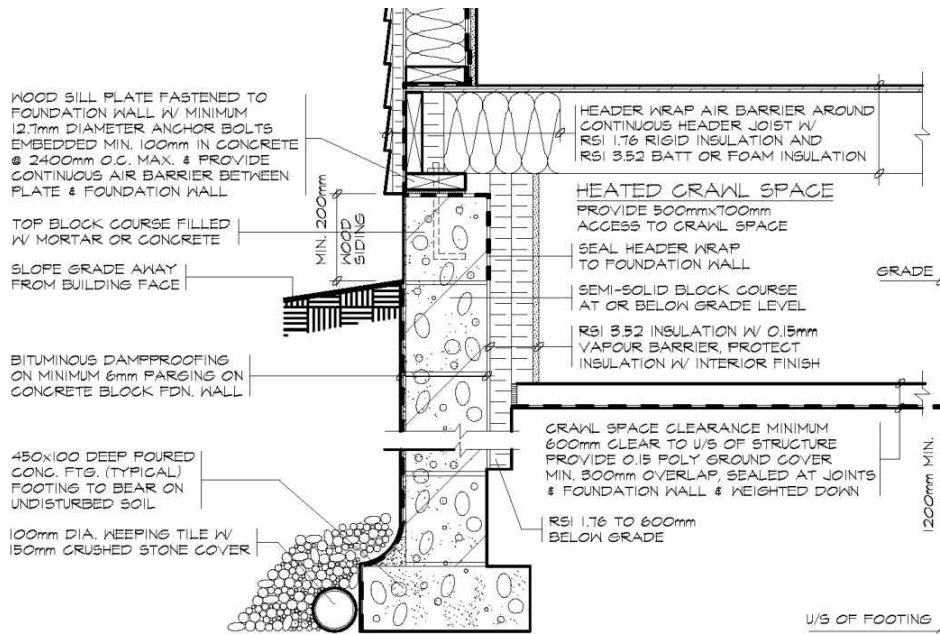 WOOD SILL PLATE FASTENED TO
FOUNDATION WALL W/ MINIMUM
12.7mm DIAMETER ANCHOR BOLTS
EMBEDDED MIN. 100mm IN CONCRETE
@ 2400mm O.C. MAX. & PROVIDE
CONTINUOUS AIR BARRIER BETWEEN
PLATE & FOUNDATION WALL
TOP BLOCK COURSE FILLED
W/ MORTAR OR CONCRETE
SLOPE GRADE AWAY
FROM BUILDING FACE
MIN. 200mm
WOOD
SIDING
BITUMINOUS DAMPPROOFING
ON MINIMUM 6mm PARGING ON
CONCRETE BLOCK FDN. WALL
450x100 DEEP POURED
CONC. FTG. (TYPICAL)
FOOTING TO BEAR ON
UNDISTURBED SOIL
100mm DIA. WEEPING TILE W/
150mm CRUSHED STONE COVER
HEADER WRAP AIR BARRIER AROUND
CONTINUOUS HEADER JOIST W/
RSI 1.76 RIGID INSULATION AND
RSI 3.52 BATT OR FOAM INSULATION
HEATED CRAWL SPACE
PROVIDE 500mmx700mm
ACCESS TO CRAWL SPACE
SEAL HEADER WRAP
TO FOUNDATION WALL
SEMI-SOLID BLOCK COURSE
AT OR BELOW GRADE LEVEL
RSI 3.52 INSULATION W/ 0.15mm
VAPOUR BARRIER, PROTECT
INSULATION W/ INTERIOR FINISH
CRAWL SPACE CLEARANCE MINIMUM
600mm CLEAR TO U/S OF STRUCTURE
PROVIDE 0.15 POLY GROUND COVER
MIN. 300mm OVERLAP, SEALED AT JOINTS
& FOUNDATION WALL & WEIGHTED DOWN
RSI 1.76 TO 600mm
BELOW GRADE
GRADE
1200mm MIN.
U/S OF FOOTING